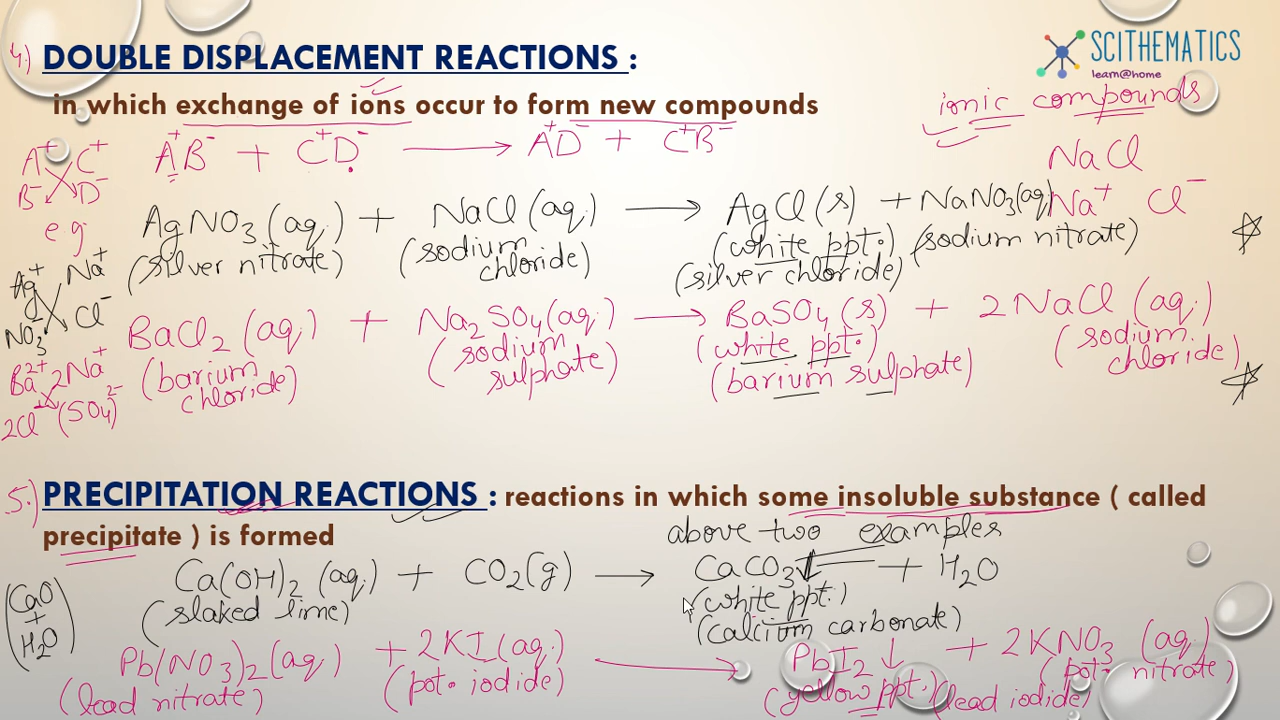 4.) DOUBLE DISPLACEMENT REACTIONS :
SCITHEMATICS
learn@home
in which exchange of ions occur to form new compounds
ionic compounds
A⁺B⁻ + C⁺D⁻ → A⁺D⁻ + C⁺B⁻
A⁺ C⁺
B⁻ D⁻
NaCl
Na⁺ Cl⁻
eg
AgNO₃ (aq.) + NaCl (aq.) → AgCl (s) + NaNO₃(aq)
(silver nitrate) (sodium chloride) (white ppt.) (sodium nitrate)
(silver chloride)
Ag⁺ Na⁺
NO₃⁻ Cl⁻
BaCl₂ (aq.) + Na₂SO₄(aq.) → BaSO₄ (s) + 2NaCl (aq.)
(barium chloride) (sodium sulphate) (white ppt.) (sodium chloride)
(barium sulphate)
Ba²⁺ 2Na⁺
2Cl⁻ (SO₄)²⁻
5.) PRECIPITATION REACTIONS : reactions in which some insoluble substance ( called
precipitate ) is formed
above two examples
Ca(OH)₂ (aq.) + CO₂(g) → CaCO₃↓ + H₂O
(slaked lime) (white ppt.)
(calcium carbonate)
(CaO
+
H₂O)
Pb(NO₃)₂(aq.) + 2KI(aq.) → PbI₂ ↓ + 2KNO₃ (aq.)
(lead nitrate) (pot. iodide) (yellow ppt.) (lead iodide) (pot. nitrate)